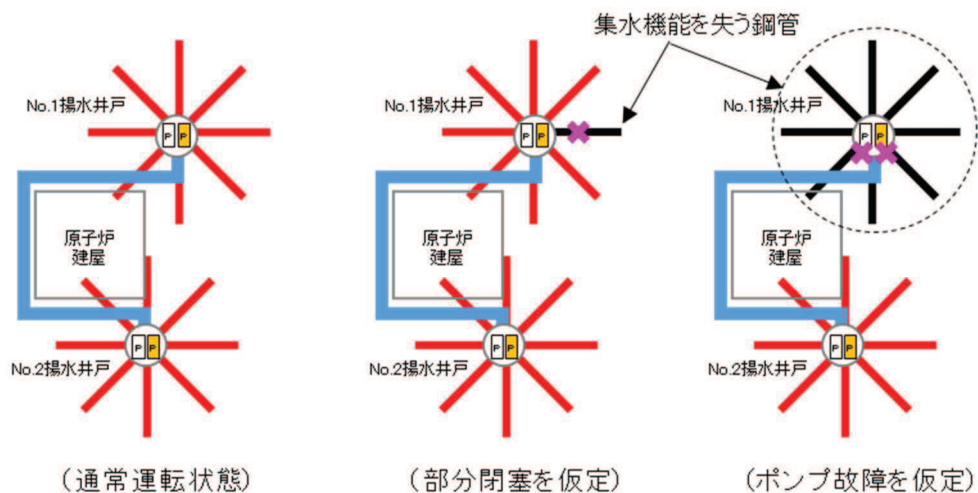 集水機能を失う鋼管
No.1揚水井戸
P P
原子炉
建屋
P P
No.2揚水井戸
(通常運転状態)
No.1揚水井戸
P P
原子炉
建屋
P P
No.2揚水井戸
(部分閉塞を仮定)
No.1揚水井戸
P P
原子炉
建屋
P P
No.2揚水井戸
(ポンプ故障を仮定)